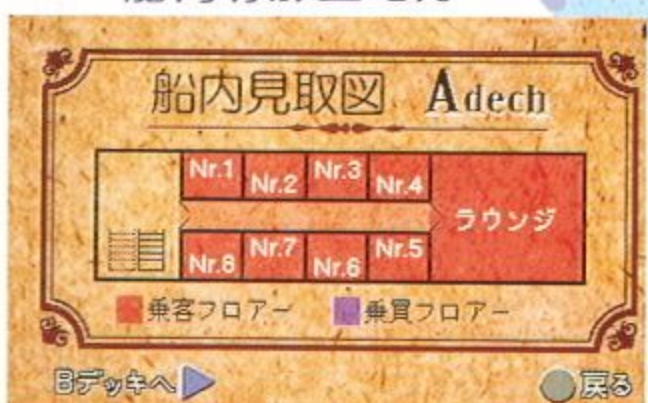 船内見取図 Adech
Nr.1 Nr.2 Nr.3 Nr.4
ラウンジ
Nr.8 Nr.7 Nr.6 Nr.5
乗客フロアー 乗員フロアー
Bデッキへ 戻る